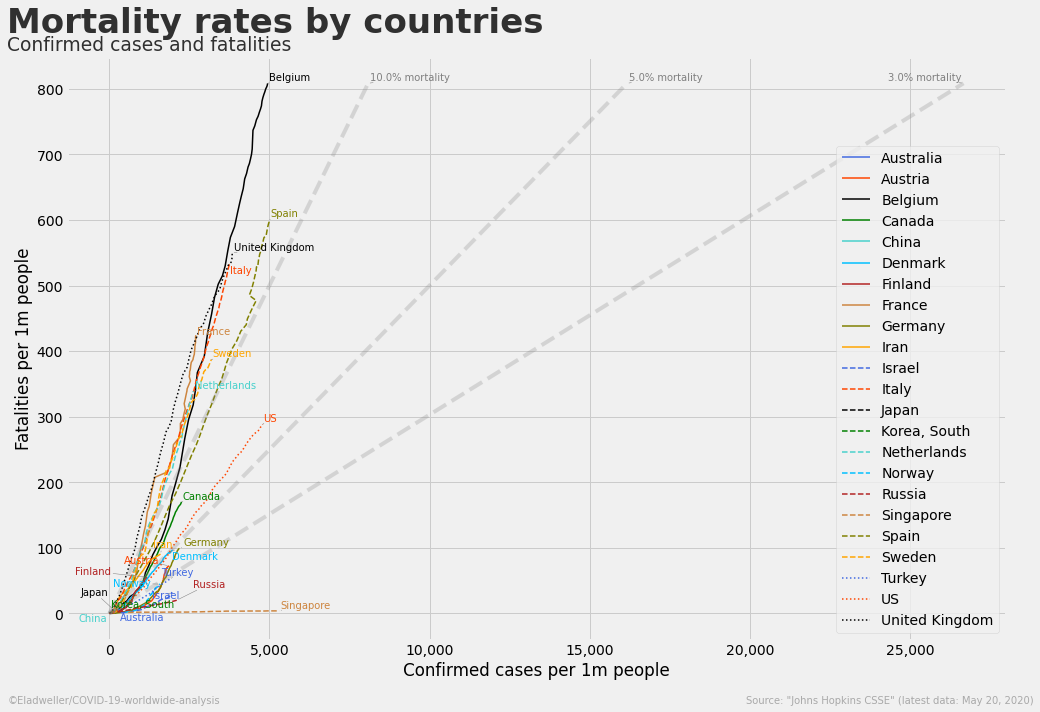 Mortality rates by countries
Confirmed cases and fatalities
Belgium
10.0% mortality
5.0% mortality
3.0% mortality
Spain
United Kingdom
Italy
France
Sweden
Netherlands
US
Canada
Iran
Germany
Austria
Denmark
Finland
Turkey
Norway
Russia
Japan
Israel
Korea, South
Singapore
China
Australia
800
700
600
500
400
300
200
100
0
Fatalities per 1m people
0
5,000
10,000
15,000
20,000
25,000
Confirmed cases per 1m people
Australia
Austria
Belgium
Canada
China
Denmark
Finland
France
Germany
Iran
Israel
Italy
Japan
Korea, South
Netherlands
Norway
Russia
Singapore
Spain
Sweden
Turkey
US
United Kingdom
©Eladweller/COVID-19-worldwide-analysis
Source: "Johns Hopkins CSSE" (latest data: May 20, 2020)